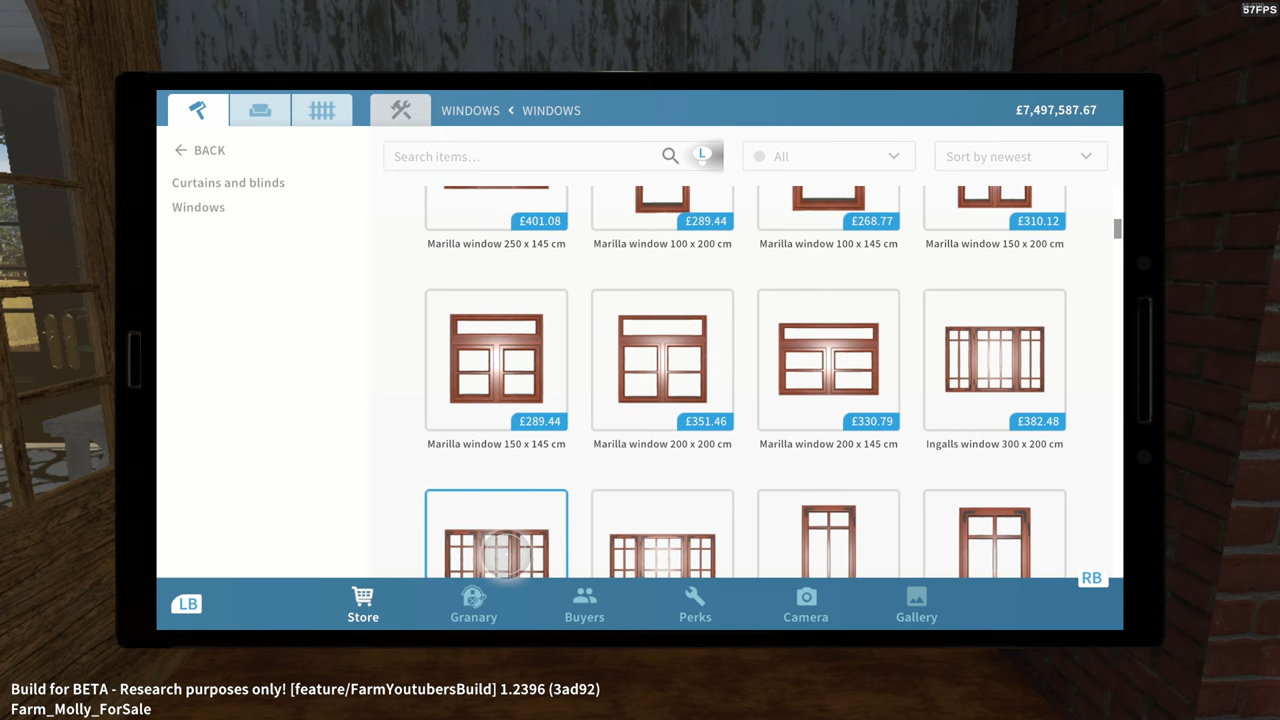 57FPS
WINDOWS < WINDOWS
£7,497,587.67
BACK
Search items...
L
All
Sort by newest
Curtains and blinds
Windows
£401.08
£289.44
£268.77
£310.12
Marilla window 250 x 145 cm
Marilla window 100 x 200 cm
Marilla window 100 x 145 cm
Marilla window 150 x 200 cm
£289.44
£351.46
£330.79
£382.48
Marilla window 150 x 145 cm
Marilla window 200 x 200 cm
Marilla window 200 x 145 cm
Ingalls window 300 x 200 cm
LB
Store
Granary
Buyers
Perks
Camera
Gallery
RB
Build for BETA - Research purposes only! [feature/FarmYoutubersBuild] 1.2396 (3ad92)
Farm_Molly_ForSale